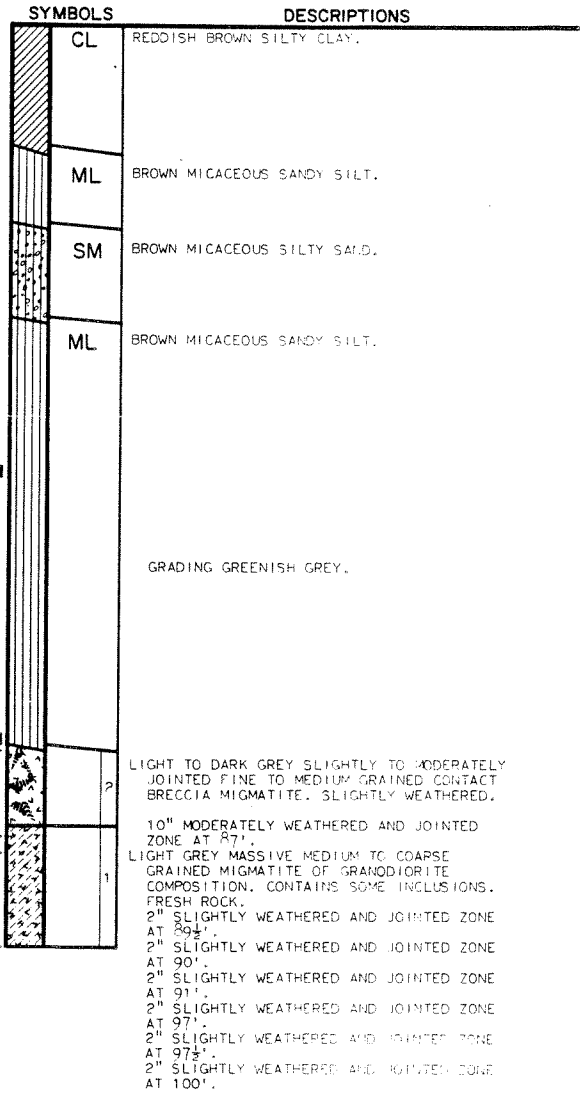 SYMBOLS DESCRIPTIONS
CL REDDISH BROWN SILTY CLAY.
ML BROWN MICACEOUS SANDY SILT.
SM BROWN MICACEOUS SILTY SAND.
ML BROWN MICACEOUS SANDY SILT.
GRADING GREENISH GREY.
LIGHT TO DARK GREY SLIGHTLY TO MODERATELY
2 JOINTED FINE TO MEDIUM GRAINED CONTACT
BRECCIA MIGMATITE. SLIGHTLY WEATHERED.
10" MODERATELY WEATHERED AND JOINTED
ZONE AT 87'.
LIGHT GREY MASSIVE MEDIUM TO COARSE
1 GRAINED MIGMATITE OF GRANODIORITE
COMPOSITION. CONTAINS SOME INCLUSIONS.
FRESH ROCK.
2" SLIGHTLY WEATHERED AND JOINTED ZONE
AT 89½'.
2" SLIGHTLY WEATHERED AND JOINTED ZONE
AT 90'.
2" SLIGHTLY WEATHERED AND JOINTED ZONE
AT 91'.
2" SLIGHTLY WEATHERED AND JOINTED ZONE
AT 97'.
2" SLIGHTLY WEATHERED AND JOINTED ZONE
AT 97½'.
2" SLIGHTLY WEATHERED AND JOINTED ZONE
AT 100'.